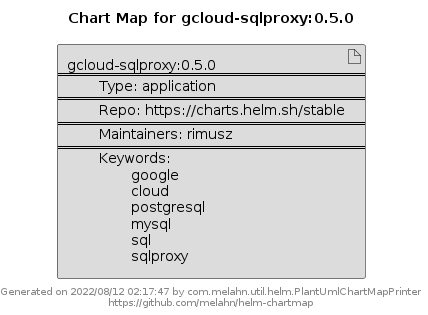 Chart Map for gcloud-sqlproxy:0.5.0
gcloud-sqlproxy:0.5.0
Type: application
Repo: https://charts.helm.sh/stable
Maintainers: rimusz
Keywords:
google
cloud
postgresql
mysql
sql
sqlproxy
Generated on 2022/08/12 02:17:47 by com.melahn.util.helm.PlantUmlChartMapPrinter
https://github.com/melahn/helm-chartmap